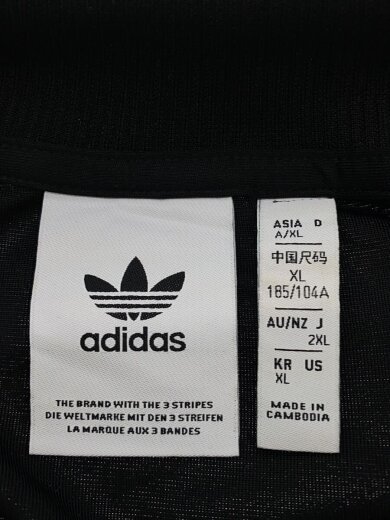 adidas
THE BRAND WITH THE 3 STRIPES
DIE WELTMARKE MIT DEN 3 STREIFEN
LA MARQUE AUX 3 BANDES
ASIA D
A/XL
中国尺码
XL
185/104A
AU/NZ J
2XL
KR US
XL
MADE IN
CAMBODIA